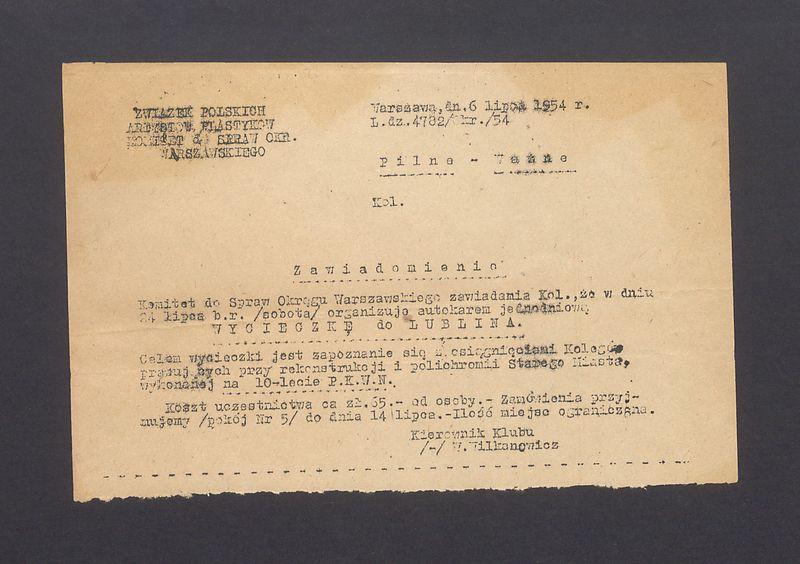 ZWIĄZEK POLSKICH
ARTYSTÓW PLASTYKÓW
KOMITET d/ SPRAW OKR.
WARSZAWSKIEGO
Warszawa, dn.6 lipca 1954 r.
L.dz.4782/Okr./54
Pilne - Ważne
Kol.
Zawiadomienie
Komitet do Spraw Okręgu Warszawskiego zawiadamia Kol.,że w dniu
24 lipca b.r. /sobota/ organizuje autokarem jednodniową
WYCIECZKĘ do LUBLINA.
Celem wycieczki jest zapoznanie się z osiągnięciami Kolegów
pracujących przy rekonstrukcji i polichromii Starego Miasta,
wykonanej na 10-lecie P.K.W.N.
Koszt uczestnictwa ca zł.65.- od osoby.- Zamówienia przyj-
mujemy /pokój Nr 5/ do dnia 14 lipca.-Ilość miejsc ograniczona.
Kierownik Klubu
/-/ W.Wilkanowicz